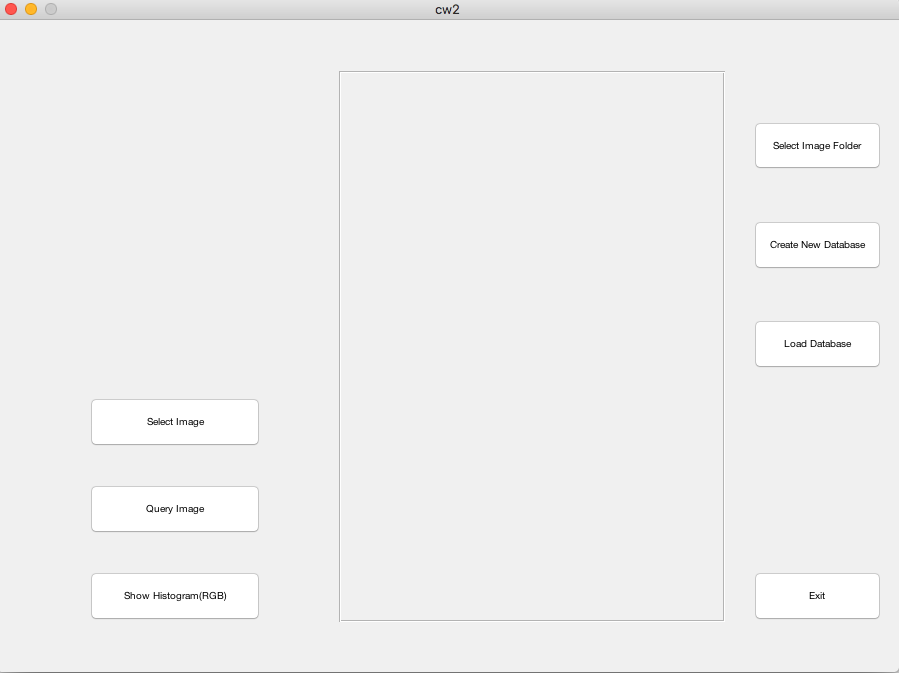 cw2
Select Image Folder
Create New Database
Load Database
Select Image
Query Image
Show Histogram(RGB)
Exit